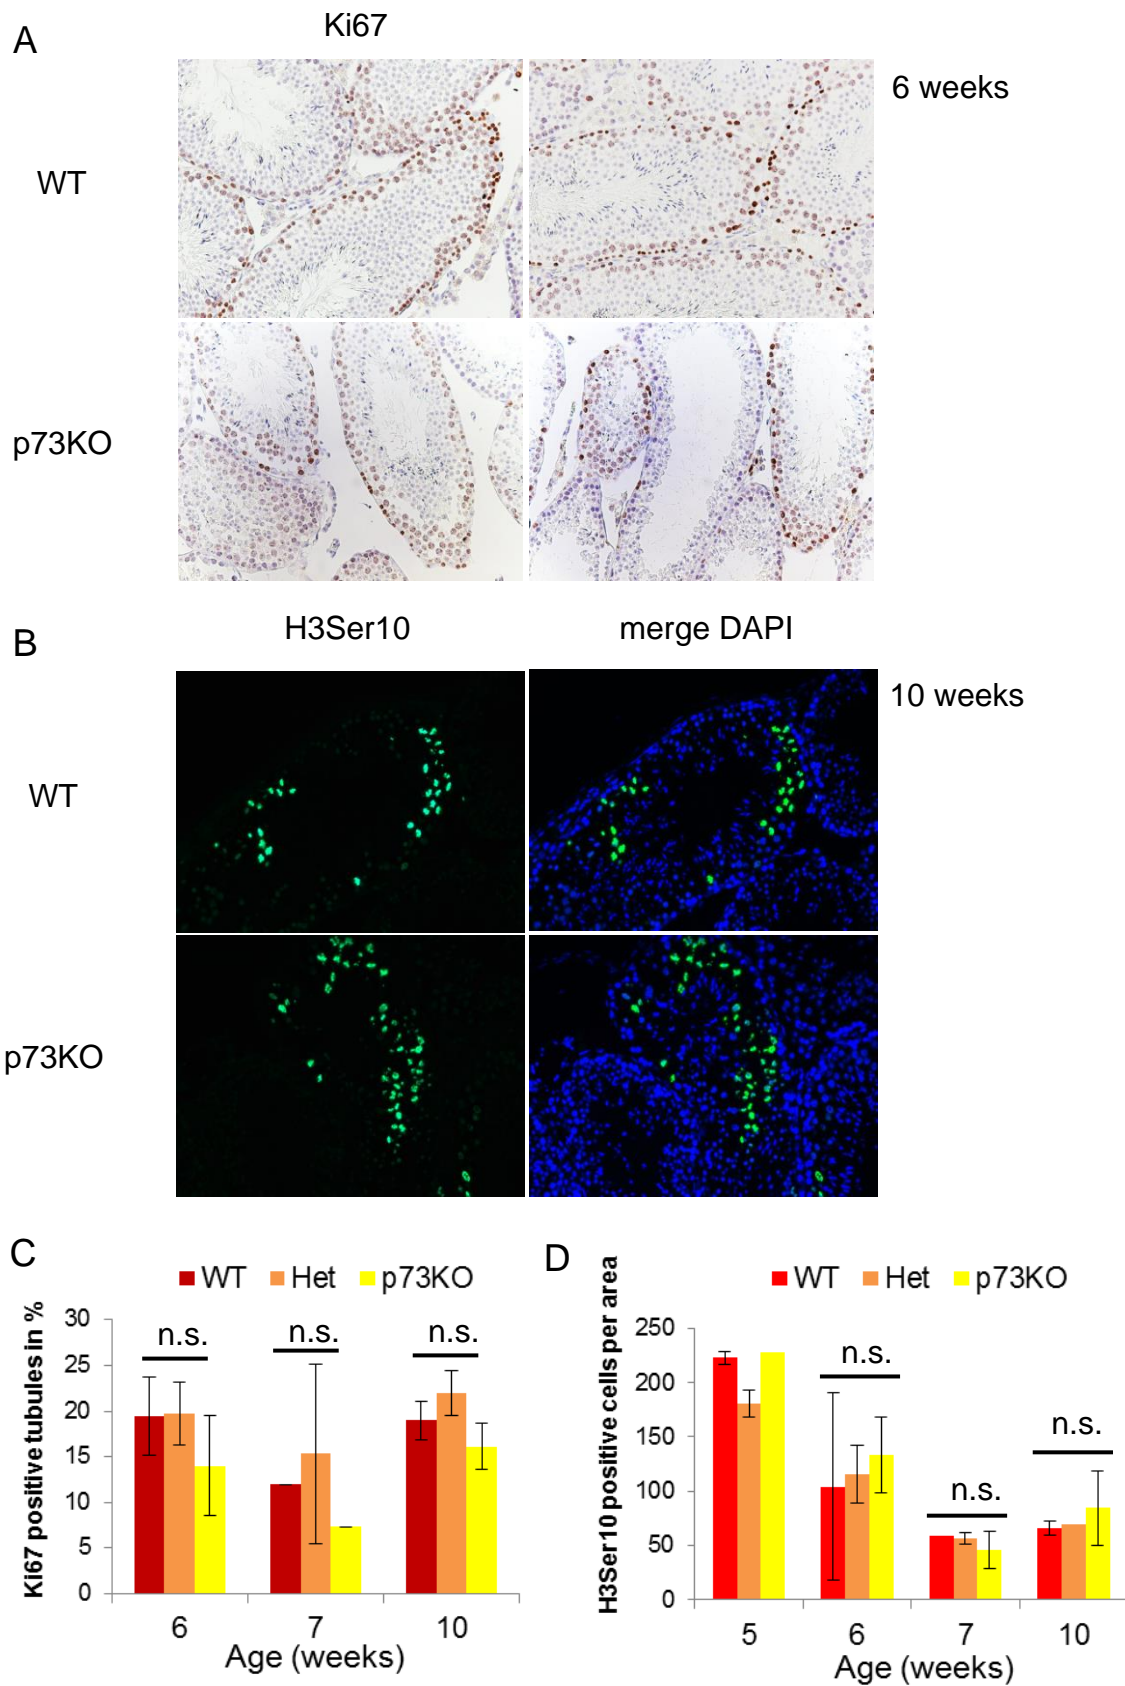 A
Ki67
6 weeks
WT
p73KO
B
H3Ser10
merge DAPI
10 weeks
WT
p73KO
C
WT Het p73KO
Ki67 positive tubules in %
30
25
20
15
10
5
0
n.s.
n.s.
n.s.
6 7 10
Age (weeks)
D
WT Het p73KO
H3Ser10 positive cells per area
250
200
150
100
50
0
n.s.
n.s.
n.s.
5 6 7 10
Age (weeks)